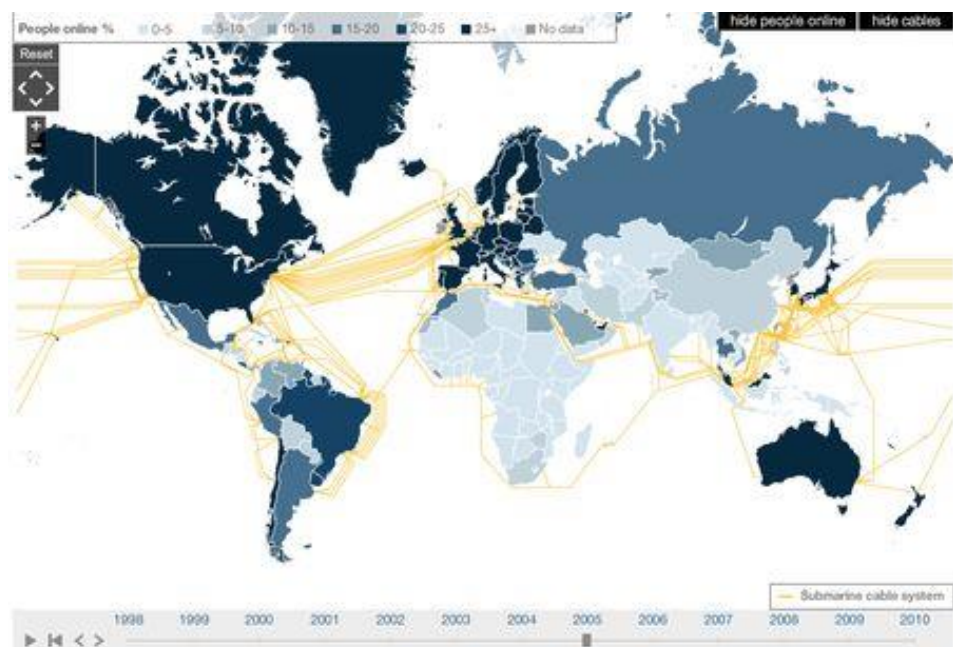 People online % 0-5 5-10 10-15 15-20 20-25 25+ No data
hide people online hide cables
Reset
+
−
Submarine cable system
1998 1999 2000 2001 2002 2003 2004 2005 2006 2007 2008 2009 2010